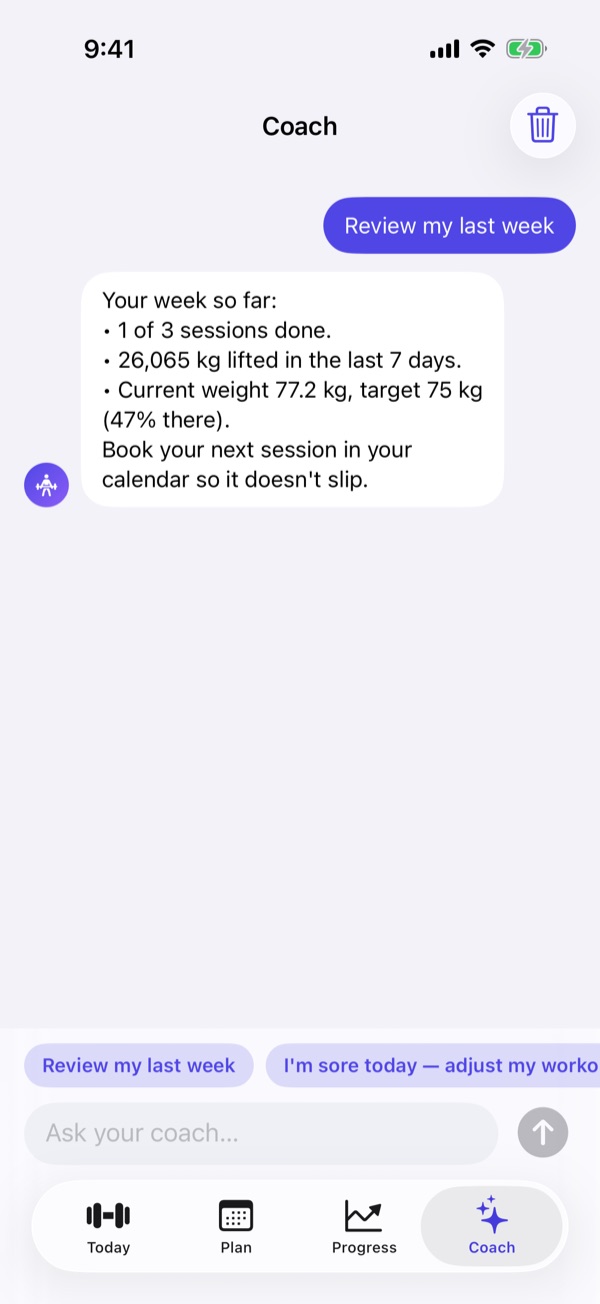 9:41
Coach
Review my last week
Your week so far:
• 1 of 3 sessions done.
• 26,065 kg lifted in the last 7 days.
• Current weight 77.2 kg, target 75 kg
(47% there).
Book your next session in your
calendar so it doesn't slip.
Review my last week
I'm sore today — adjust my worko
Ask your coach...
Today
Plan
Progress
Coach